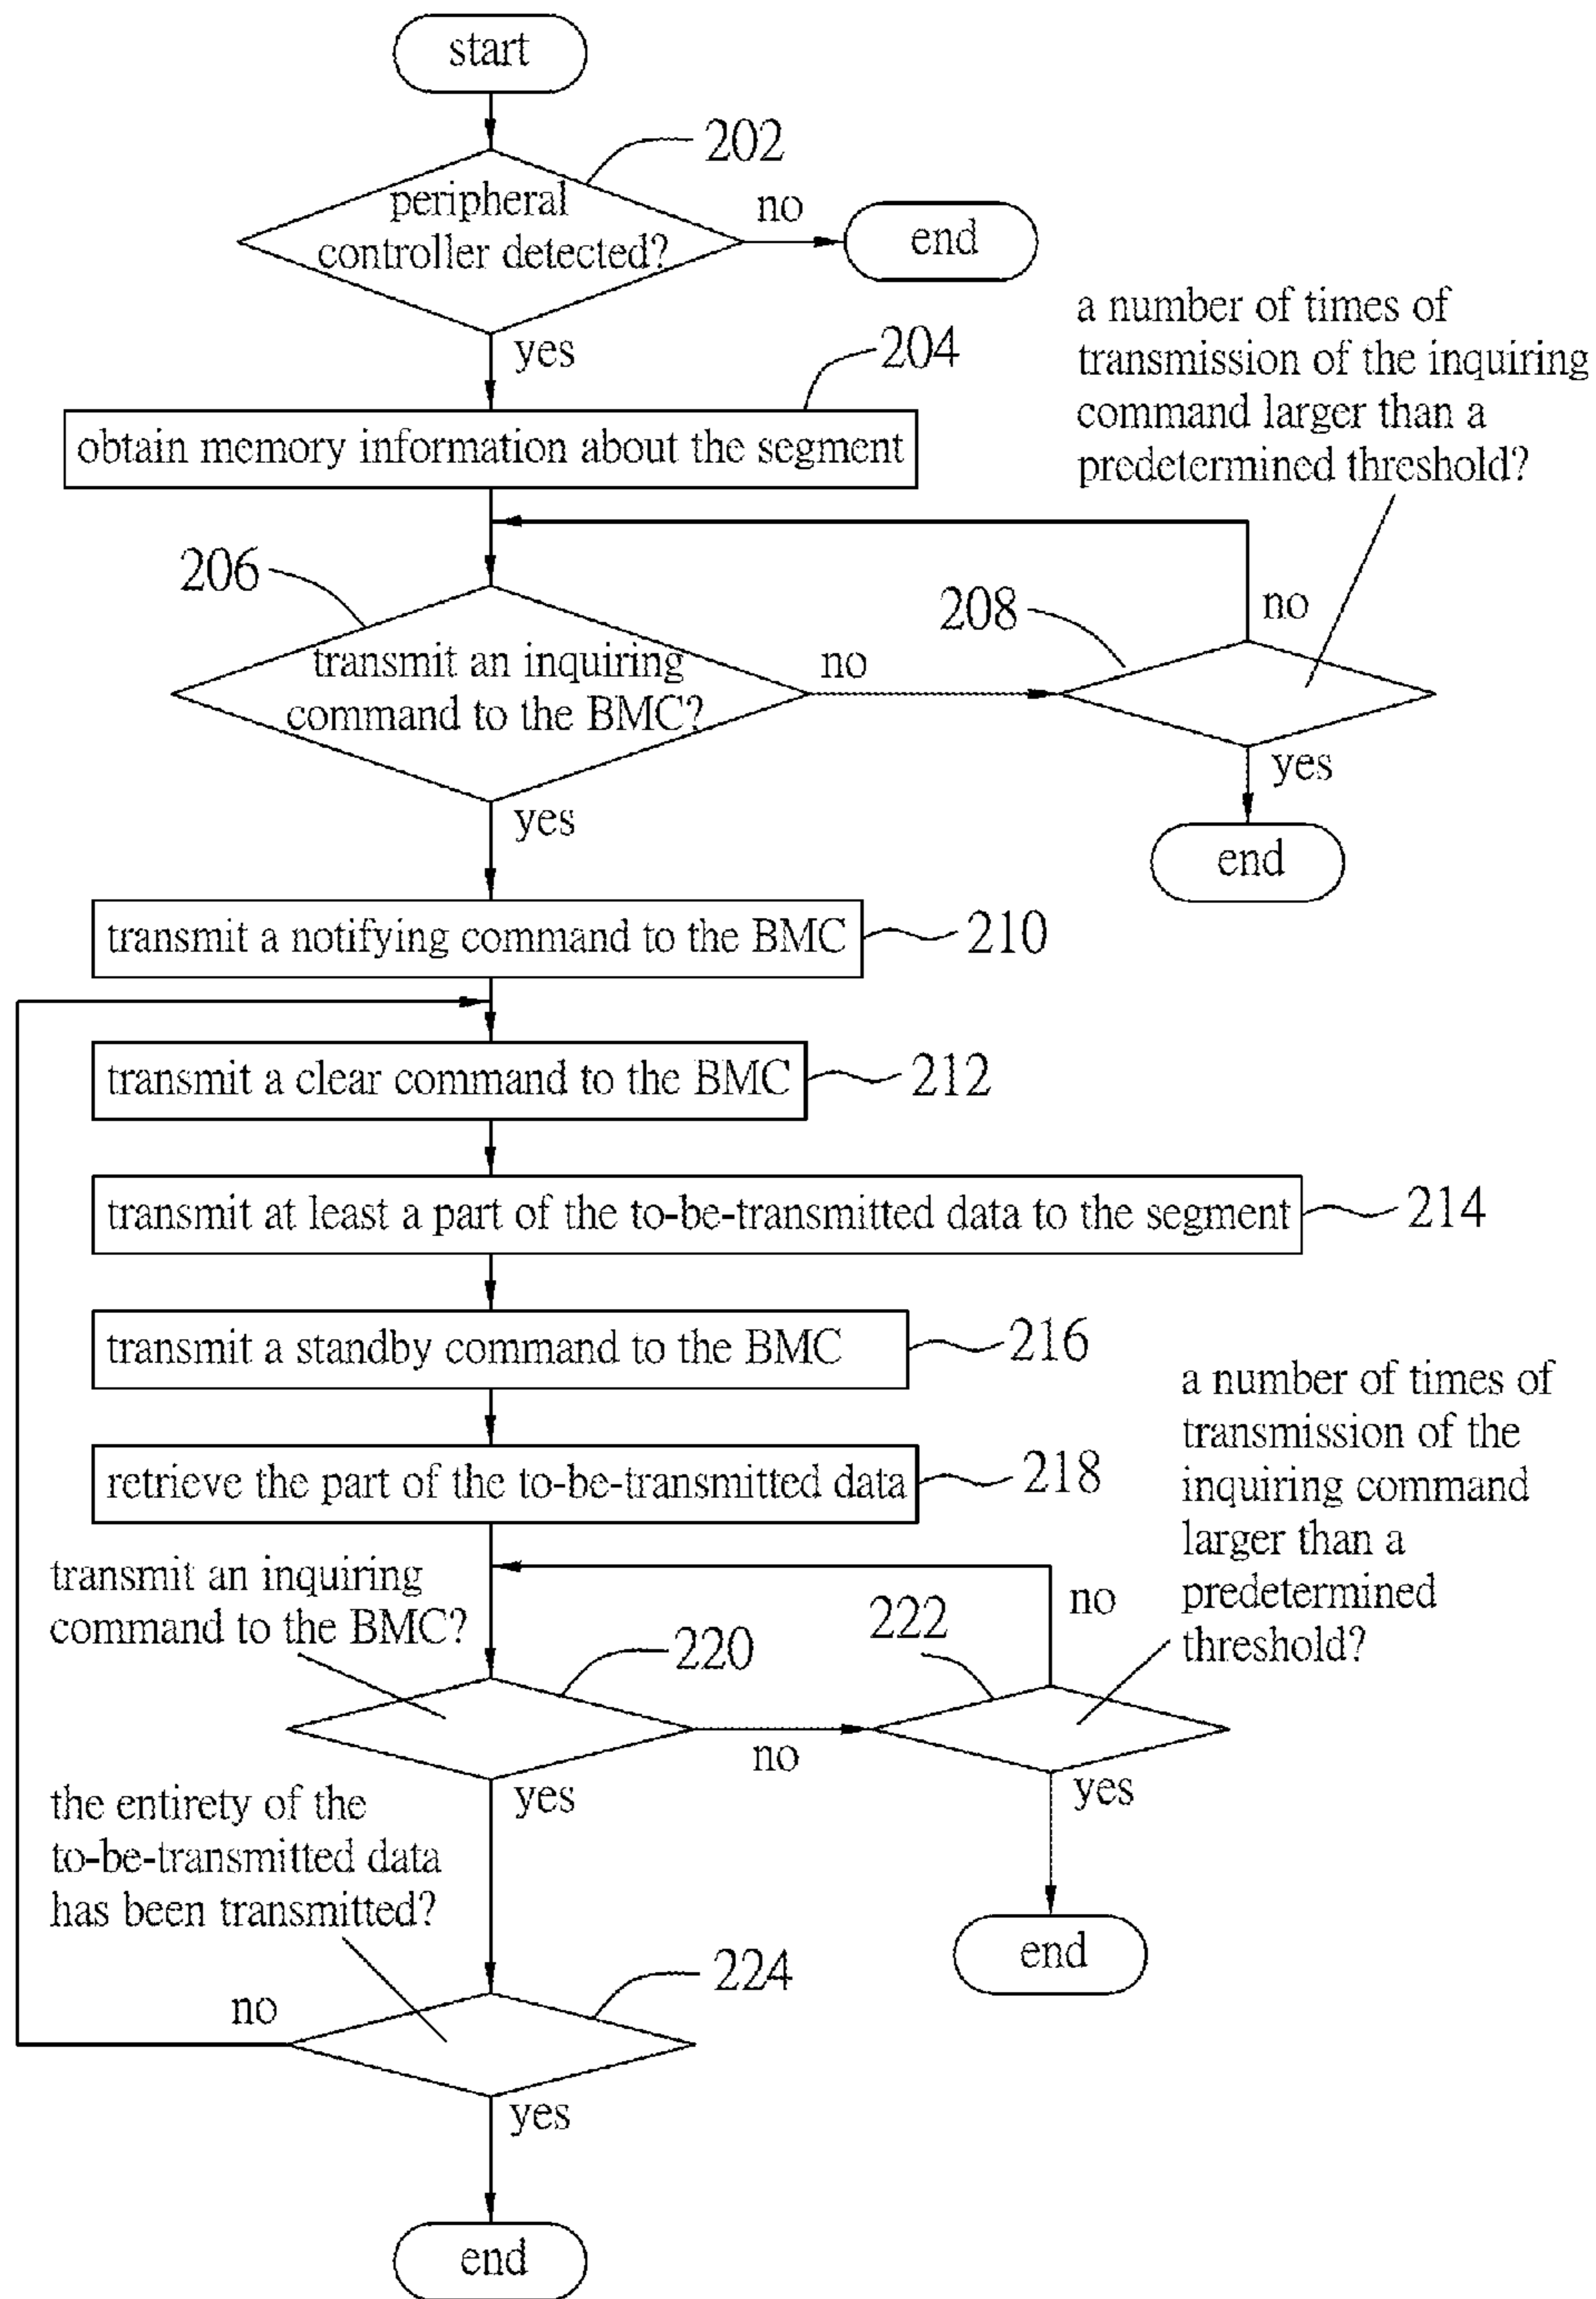 start
202
peripheral
controller detected?
no
end
yes
204
obtain memory information about the segment
a number of times of
transmission of the inquiring
command larger than a
predetermined threshold?
206
transmit an inquiring
command to the BMC?
no
208
no
yes
end
yes
transmit a notifying command to the BMC
210
transmit a clear command to the BMC
212
transmit at least a part of the to-be-transmitted data to the segment
214
transmit a standby command to the BMC
216
retrieve the part of the to-be-transmitted data
218
a number of times of
transmission of the
inquiring command
larger than a
predetermined
threshold?
transmit an inquiring
command to the BMC?
220
222
no
no
yes
yes
end
the entirety of the
to-be-transmitted data
has been transmitted?
224
no
yes
end